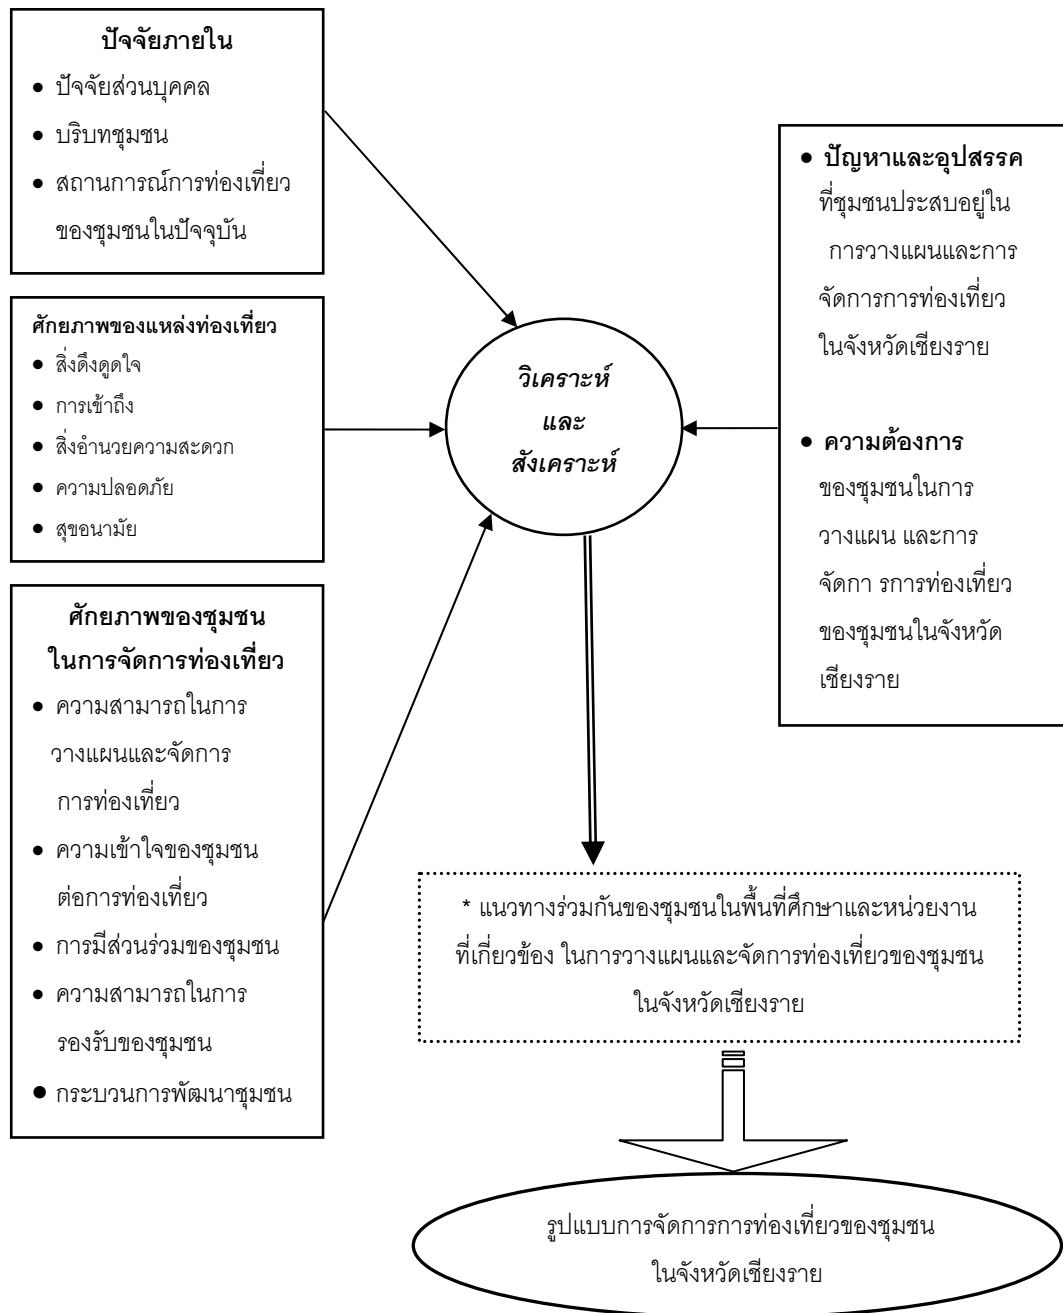 ปัจจัยภายใน
• ปัจจัยส่วนบุคคล
• บริบทชุมชน
• สถานการณ์การท่องเที่ยว
ของชุมชนในปัจจุบัน
ศักยภาพของแหล่งท่องเที่ยว
• สิ่งดึงดูดใจ
• การเข้าถึง
• สิ่งอำนวยความสะดวก
• ความปลอดภัย
• สุขอนามัย
ศักยภาพของชุมชน
ในการจัดการท่องเที่ยว
• ความสามารถในการ
วางแผนและจัดการ
การท่องเที่ยว
• ความเข้าใจของชุมชน
ต่อการท่องเที่ยว
• การมีส่วนร่วมของชุมชน
• ความสามารถในการ
รองรับของชุมชน
• กระบวนการพัฒนาชุมชน
วิเคราะห์
และ
สังเคราะห์
• ปัญหาและอุปสรรค
ที่ชุมชนประสบอยู่ใน
การวางแผนและการ
จัดการการท่องเที่ยว
ในจังหวัดเชียงราย
• ความต้องการ
ของชุมชนในการ
วางแผน และการ
จัดกา รการท่องเที่ยว
ของชุมชนในจังหวัด
เชียงราย
* แนวทางร่วมกันของชุมชนในพื้นที่ศึกษาและหน่วยงาน
ที่เกี่ยวข้อง ในการวางแผนและจัดการท่องเที่ยวของชุมชน
ในจังหวัดเชียงราย
รูปแบบการจัดการการท่องเที่ยวของชุมชน
ในจังหวัดเชียงราย